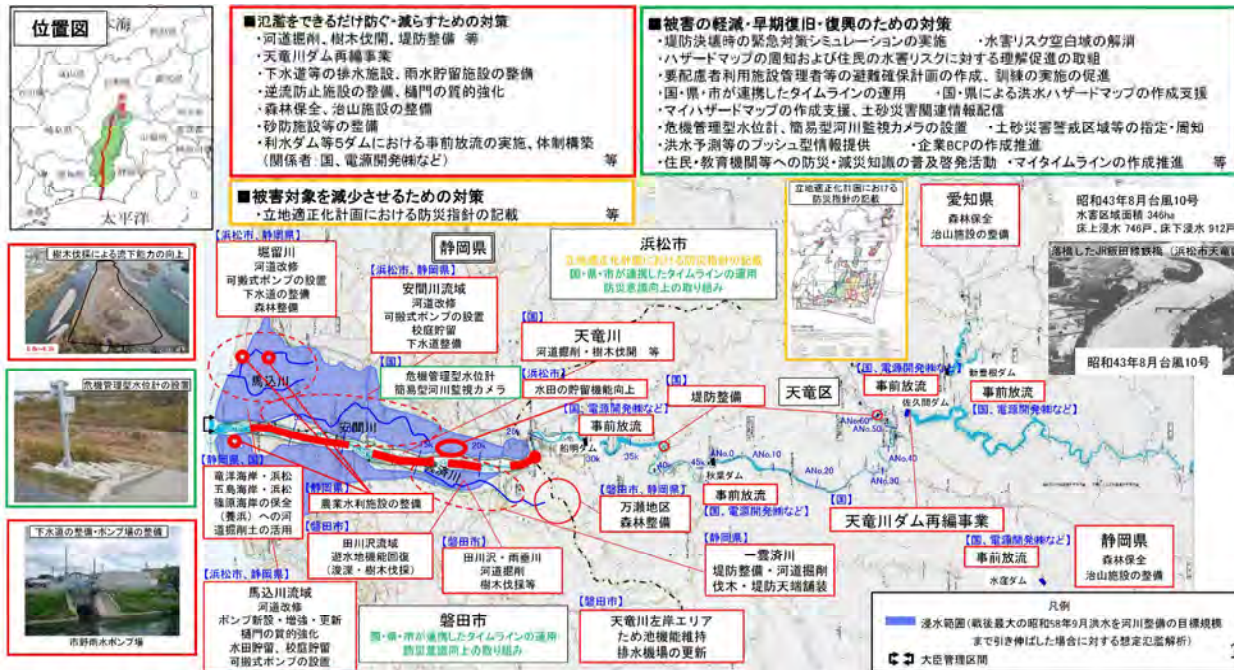 位置図
太平洋
■氾濫をできるだけ防ぐ・減らすための対策
・河道掘削、樹木伐開、堤防整備 等
・天竜川ダム再編事業
・下水道等の排水施設、雨水貯留施設の整備
・逆流防止施設の整備、樋門の質的強化
・森林保全、治山施設の整備
・砂防施設等の整備
・利水ダム等5ダムにおける事前放流の実施、体制構築
(関係者:国、電源開発㈱など) 等
■被害対象を減少させるための対策
・立地適正化計画における防災指針の記載 等
■被害の軽減・早期復旧・復興のための対策
・堤防決壊時の緊急対策シミュレーションの実施 ・水害リスク空白域の解消
・ハザードマップの周知および住民の水害リスクに対する理解促進の取組
・要配慮者利用施設管理者等の避難確保計画の作成、訓練の実施の促進
・国・県・市が連携したタイムラインの運用 ・国・県による洪水ハザードマップの作成支援
・マイハザードマップの作成支援、土砂災害関連情報配信
・危機管理型水位計、簡易型河川監視カメラの設置 ・土砂災害警戒区域等の指定・周知
・洪水予測等のプッシュ型情報提供 ・企業BCPの作成推進
・住民・教育機関等への防災・減災知識の普及啓発活動 ・マイタイムラインの作成推進 等
樹木伐採による流下能力の向上
危機管理型水位計の設置
下水道の整備・ポンプ場の整備
市野雨水ポンプ場
【浜松市、静岡県】
堀留川
河道改修
可搬式ポンプの設置
下水道の整備
森林整備
静岡県
【浜松市、静岡県】
安間川流域
河道改修
可搬式ポンプの設置
校庭貯留
下水道整備
浜松市
立地適正化計画における防災指針の記載
国・県・市が連携したタイムラインの運用
防災意識向上の取り組み
立地適正化計画における
防災指針の記載
愛知県
森林保全
治山施設の整備
昭和43年8月台風10号
水害区域面積 346ha
床上浸水 746戸、床下浸水 912戸
落橋したJR飯田線鉄橋 (浜松市天竜区
昭和43年8月台風10号
【国】
天竜川
河道掘削・樹木伐開 等
【国】
危機管理型水位計
簡易型河川監視カメラ
【浜松市】
水田の貯留機能向上
【国】
堤防整備
天竜区
【国、電源開発㈱など】
事前放流
佐久間ダム
新豊根ダム
事前放流
【国、電源開発㈱など】
【国、電源開発㈱など】
事前放流
船明ダム
馬込川
安間川
20k
20k
30k
35k
40k
45k
ANo.0
ANo.10
ANo.20
ANo.30
ANo.40
ANo.50
ANo.60
秋葉ダム
事前放流
【国、電源開発㈱など】
【国】
天竜川ダム再編事業
【国、電源開発㈱など】
事前放流
水窪ダム
静岡県
森林保全
治山施設の整備
【静岡県、国】
竜洋海岸・浜松
五島海岸・浜松
篠原海岸の保全
(養浜)への河
道掘削土の活用
【静岡県】
農業水利施設の整備
【磐田市】
田川沢流域
遊水地機能回復
(浚渫・樹木伐採)
【磐田市】
田川沢・雨垂川
河道掘削
樹木伐採等
【磐田市、静岡県】
万瀬地区
森林整備
【静岡県】
一雲済川
堤防整備・河道掘削
伐木・堤防天端舗装
【浜松市、静岡県】
馬込川流域
河道改修
ポンプ新設・増強・更新
樋門の質的強化
水田貯留、校庭貯留
可搬式ポンプの設置
磐田市
国・県・市が連携したタイムラインの運用
防災意識向上の取り組み
【磐田市】
天竜川左岸エリア
ため池機能維持
排水機場の更新
凡例
浸水範囲(戦後最大の昭和58年9月洪水を河川整備の目標規模
まで引き伸ばした場合に対する想定氾濫解析)
大臣管理区間